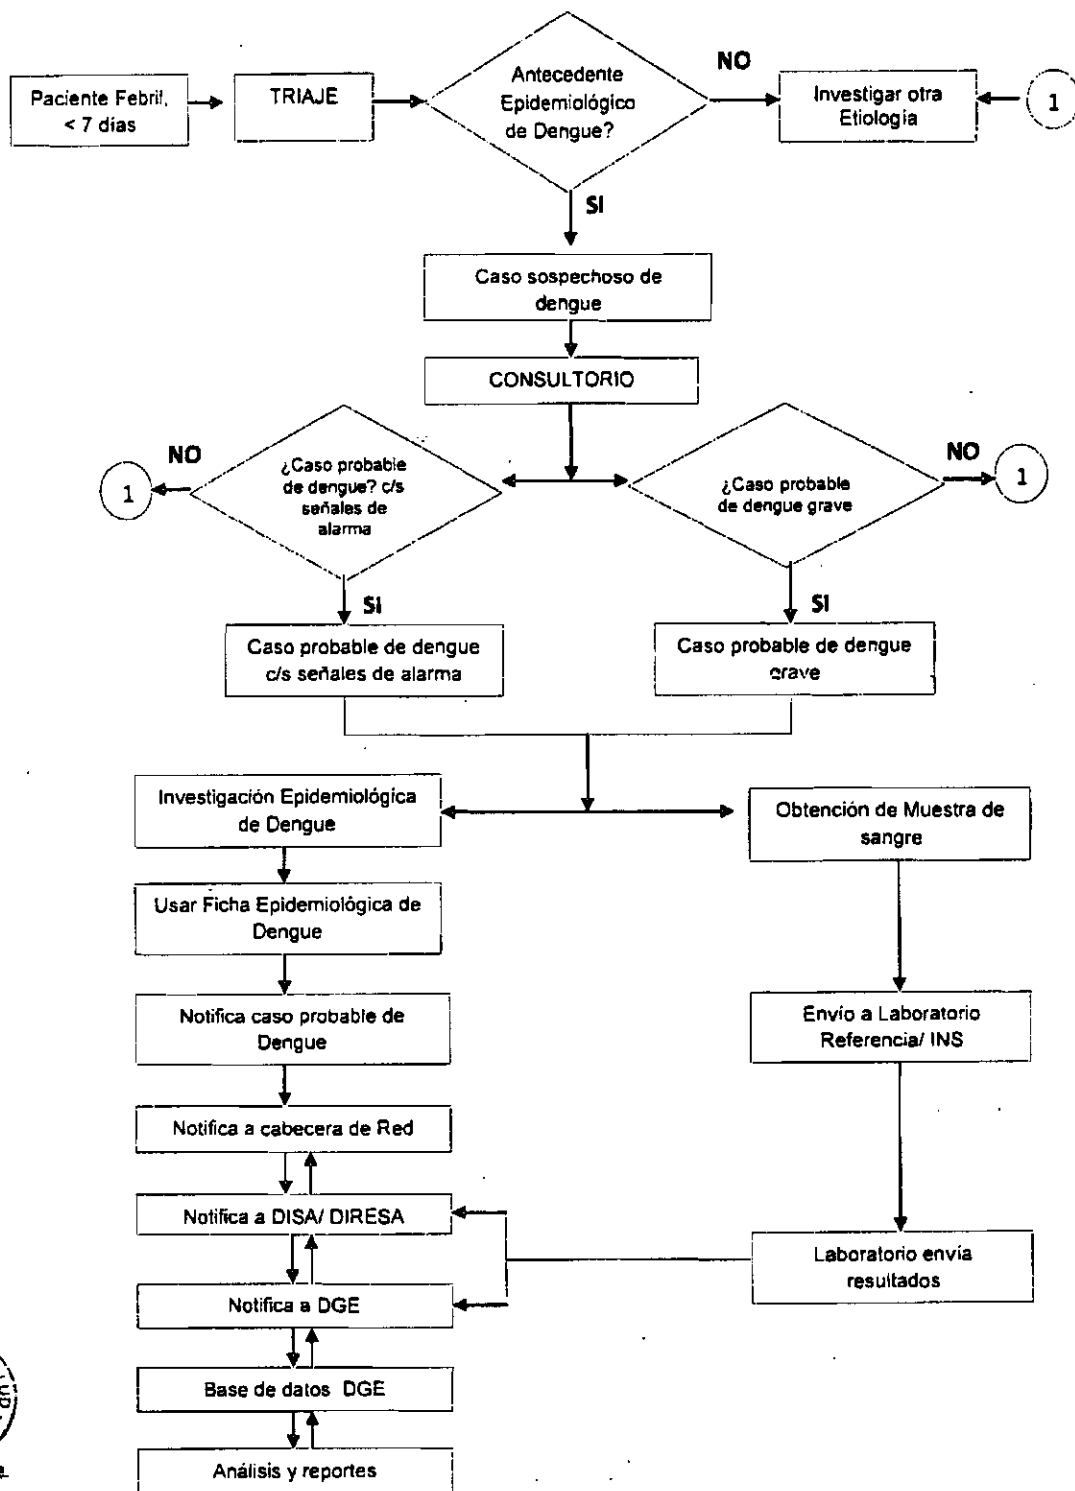 Paciente Febril,
< 7 días
TRIAJE
Antecedente
Epidemiológico
de Dengue?
NO
Investigar otra
Etiología
1
SI
Caso sospechoso de
dengue
CONSULTORIO
NO
1
¿Caso probable
de dengue? c/s
señales de
alarma
¿Caso probable
de dengue grave
NO
1
SI
SI
Caso probable de dengue
c/s señales de alarma
Caso probable de dengue
grave
Investigación Epidemiológica
de Dengue
Obtención de Muestra de
sangre
Usar Ficha Epidemiológica de
Dengue
Notifica caso probable de
Dengue
Envío a Laboratorio
Referencia/ INS
Notifica a cabecera de Red
Notifica a DISA/ DIRESA
Laboratorio envía
resultados
Notifica a DGE
Base de datos DGE
Análisis y reportes